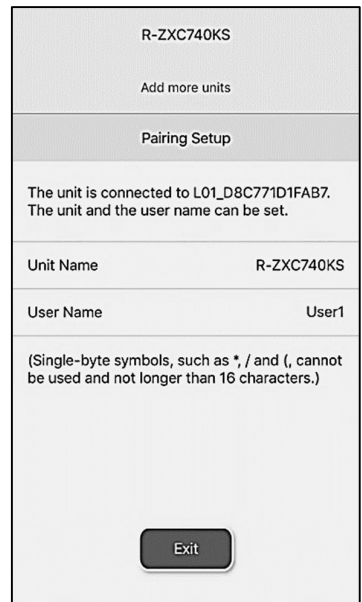 R-ZXC740KS
Add more units
Pairing Setup
The unit is connected to L01_D8C771D1FAB7.
The unit and the user name can be set.
Unit Name R-ZXC740KS
User Name User1
(Single-byte symbols, such as *, / and (, cannot
be used and not longer than 16 characters.)
Exit